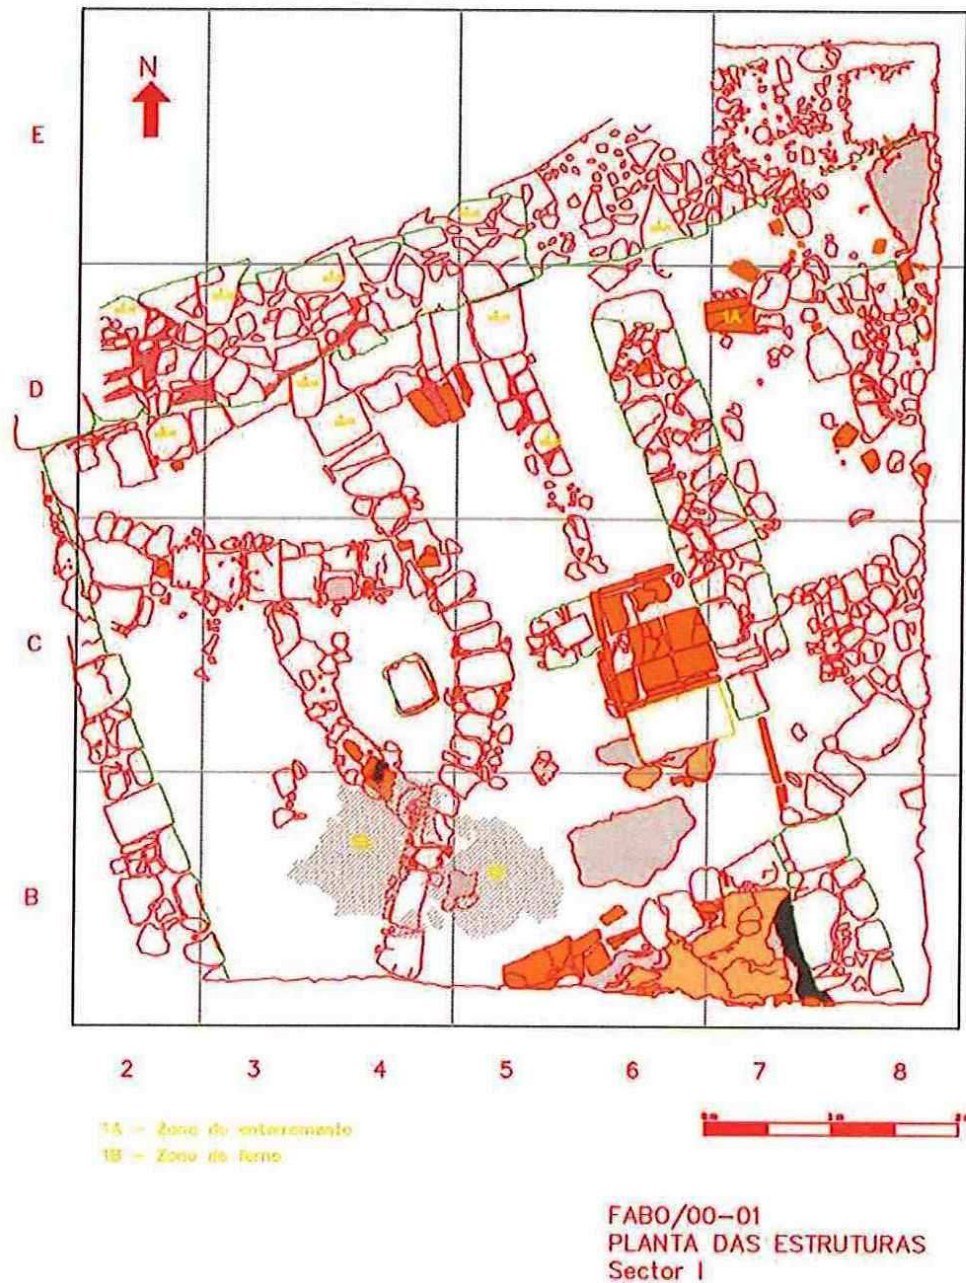 N
E
D
1A
C
B
2 3 4 5 6 7 8
1A - Zona de enterramento
1B - Zona do forno
FABO/00-01
PLANTA DAS ESTRUTURAS
Sector I